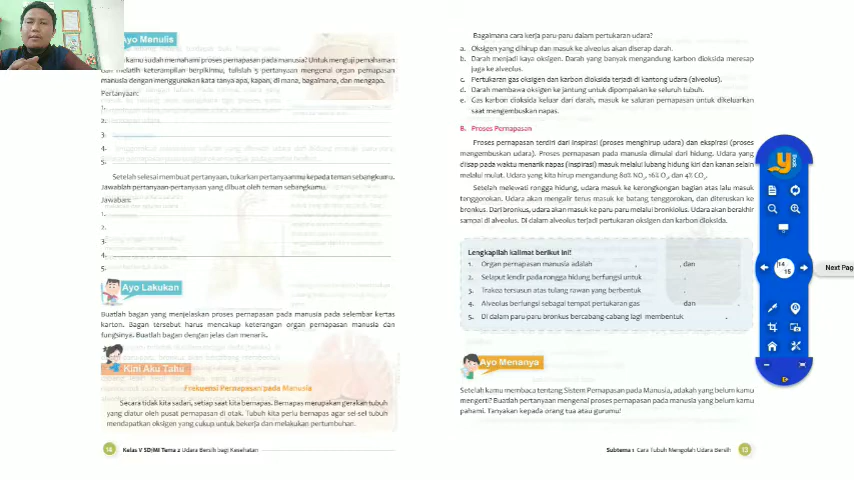 Ayo Menulis
kamu sudah memahami proses pernapasan pada manusia? Untuk menguji pemahaman
dan melatih keterampilan berpikirmu, tulislah 5 pertanyaan mengenai organ pernapasan
manusia dengan menggunakan kata tanya apa, kapan, di mana, bagaimana, dan mengapa.
Pertanyaan:
1.
2.
3.
4.
5.
Setelah selesai membuat pertanyaan, tukarkan pertanyaanmu kepada teman sebangkumu.
Jawablah pertanyaan-pertanyaan yang dibuat oleh teman sebangkumu.
Jawaban:
1.
2.
3.
4.
5.
Ayo Lakukan
Buatlah bagan yang menjelaskan proses pernapasan pada manusia pada selembar kertas
karton. Bagan tersebut harus mencakup keterangan organ pernapasan manusia dan
fungsinya. Buatlah bagan dengan jelas dan menarik.
Kini Aku Tahu
Frekuensi Pernapasan pada Manusia
Secara tidak kita sadari, setiap saat kita bernapas. Bernapas merupakan gerakan tubuh
yang diatur oleh pusat pernapasan di otak. Tubuh kita perlu bernapas agar sel-sel tubuh
mendapatkan oksigen yang cukup untuk bekerja dan melakukan pertumbuhan.
14 Kelas V SD/MI Tema 2 Udara Bersih bagi Kesehatan
Bagaimana cara kerja paru-paru dalam pertukaran udara?
a. Oksigen yang dihirup dan masuk ke alveolus akan diserap darah.
b. Darah menjadi kaya oksigen. Darah yang banyak mengandung karbon dioksida meresap
juga ke alveolus.
c. Pertukaran gas oksigen dan karbon dioksida terjadi di kantong udara (alveolus).
d. Darah membawa oksigen ke jantung untuk dipompakan ke seluruh tubuh.
e. Gas karbon dioksida keluar dari darah, masuk ke saluran pernapasan untuk dikeluarkan
saat mengembuskan napas.
B. Proses Pernapasan
Proses pernapasan terdiri dari inspirasi (proses menghirup udara) dan ekspirasi (proses
mengembuskan udara). Proses pernapasan pada manusia dimulai dari hidung. Udara yang
diisap pada waktu menarik napas (inspirasi) masuk melalui lubang hidung kiri dan kanan selain
melalui mulut. Udara yang kita hirup mengandung 80% NO₂, 16% O₂, dan 4% CO₂.
Setelah melewati rongga hidung, udara masuk ke kerongkongan bagian atas lalu masuk
tenggorokan. Udara akan mengalir terus masuk ke batang tenggorokan, dan diteruskan ke
bronkus. Dari bronkus, udara akan masuk ke paru-paru melalui bronkiolus. Udara akan berakhir
sampai di alveolus. Di dalam alveolus terjadi pertukaran oksigen dan karbon dioksida.
Lengkapilah kalimat berikut ini!
1. Organ pernapasan manusia adalah , , dan .
2. Selaput lendir pada rongga hidung berfungsi untuk .
3. Trakea tersusun atas tulang rawan yang berbentuk .
4. Alveolus berfungsi sebagai tempat pertukaran gas dan .
5. Di dalam paru-paru bronkus bercabang-cabang lagi membentuk .
Ayo Menanya
Setelah kamu membaca tentang Sistem Pernapasan pada Manusia, adakah yang belum kamu
mengerti? Buatlah pertanyaan mengenai proses pernapasan pada manusia yang belum kamu
pahami. Tanyakan kepada orang tua atau gurumu!
Subtema 1 Cara Tubuh Mengolah Udara Bersih 13
14
15
Next Pag